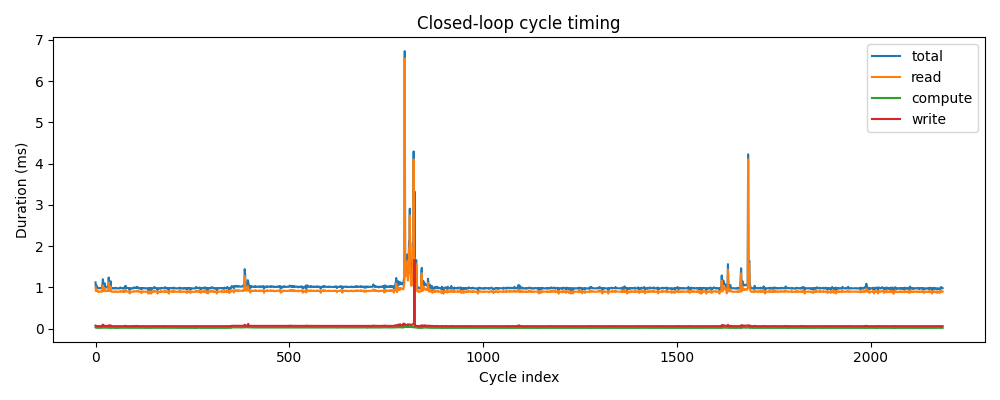 Closed-loop cycle timing
total
read
compute
write
Duration (ms)
7
6
5
4
3
2
1
0
0 500 1000 1500 2000
Cycle index